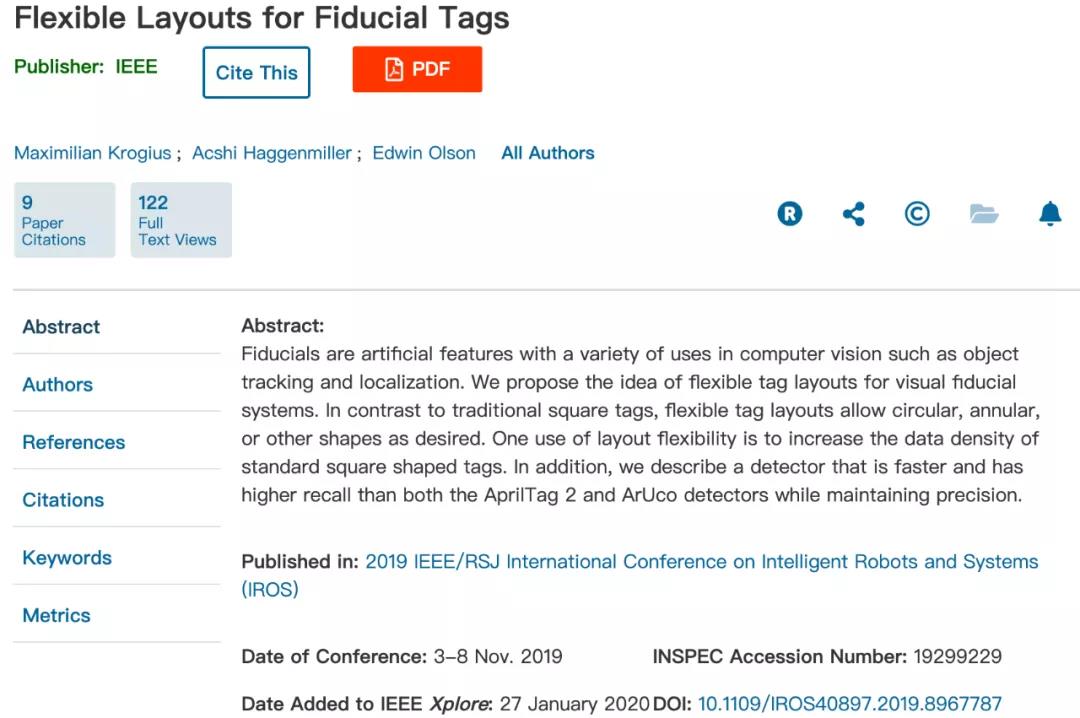 Flexible Layouts for Fiducial Tags
Publisher: IEEE
Cite This
PDF
Maximilian Krogius ; Acshi Haggenmiller ; Edwin Olson All Authors
9
Paper
Citations
122
Full
Text Views
R
©
Abstract
Authors
References
Citations
Keywords
Metrics
Abstract:
Fiducials are artificial features with a variety of uses in computer vision such as object
tracking and localization. We propose the idea of flexible tag layouts for visual fiducial
systems. In contrast to traditional square tags, flexible tag layouts allow circular, annular,
or other shapes as desired. One use of layout flexibility is to increase the data density of
standard square shaped tags. In addition, we describe a detector that is faster and has
higher recall than both the AprilTag 2 and ArUco detectors while maintaining precision.
Published in: 2019 IEEE/RSJ International Conference on Intelligent Robots and Systems
(IROS)
Date of Conference: 3–8 Nov. 2019
INSPEC Accession Number: 19299229
Date Added to IEEE Xplore: 27 January 2020
DOI: 10.1109/IROS40897.2019.8967787